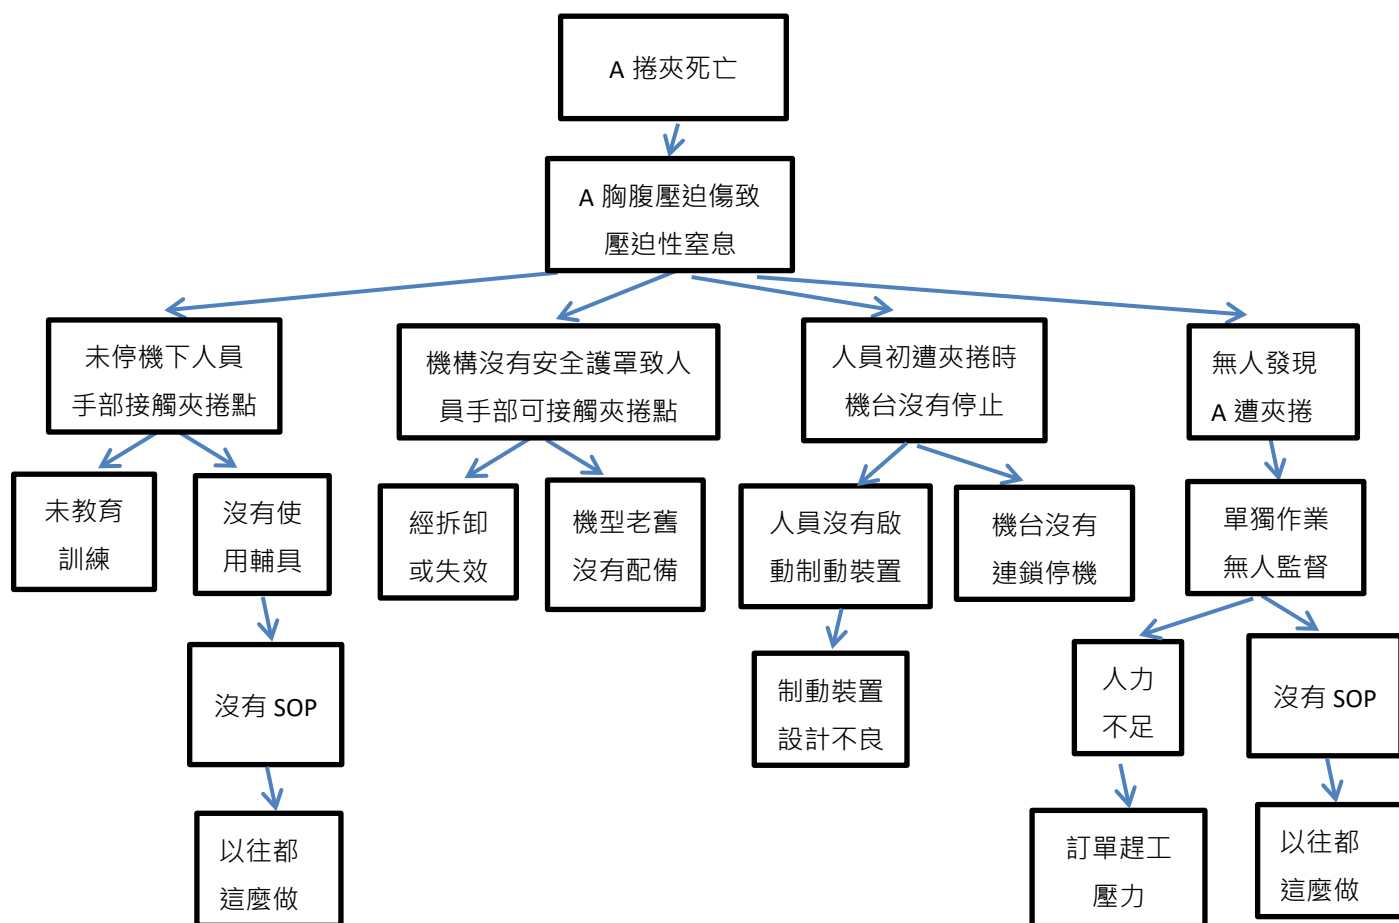 A 捲夾死亡
A 胸腹壓迫傷致
壓迫性窒息
未停機下人員
手部接觸夾捲點
機構沒有安全護罩致人
員手部可接觸夾捲點
人員初遭夾捲時
機台沒有停止
無人發現
A 遭夾捲
未教育
訓練
沒有使
用輔具
經拆卸
或失效
機型老舊
沒有配備
人員沒有啟
動制動裝置
機台沒有
連鎖停機
單獨作業
無人監督
沒有 SOP
制動裝置
設計不良
人力
不足
沒有 SOP
以往都
這麼做
訂單趕工
壓力
以往都
這麼做